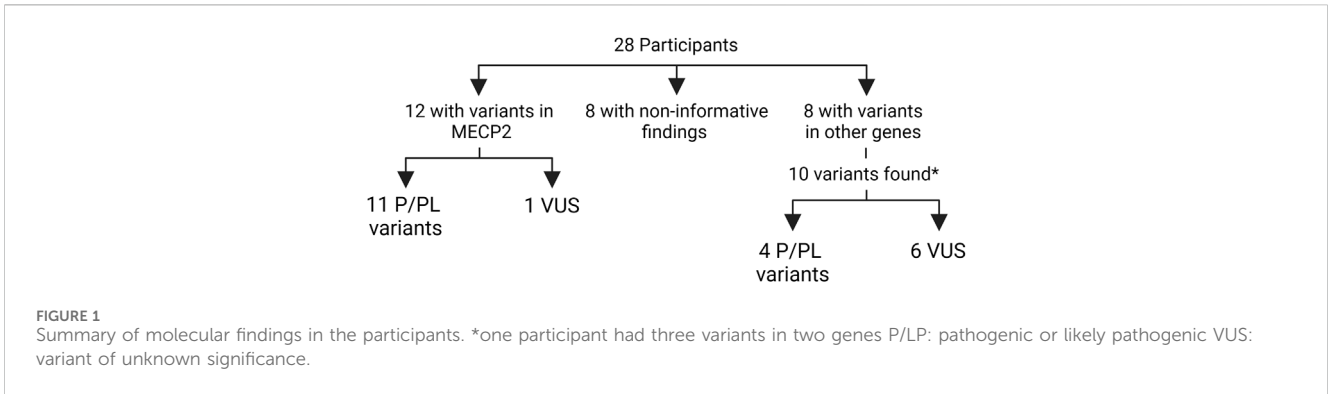 28 Participants
12 with variants in
MECP2
8 with non-informative
findings
8 with variants
in other genes
10 variants found*
11 P/PL
variants
1 VUS
4 P/PL
variants
6 VUS
FIGURE 1
Summary of molecular findings in the participants. *one participant had three variants in two genes P/LP: pathogenic or likely pathogenic VUS:
variant of unknown significance.